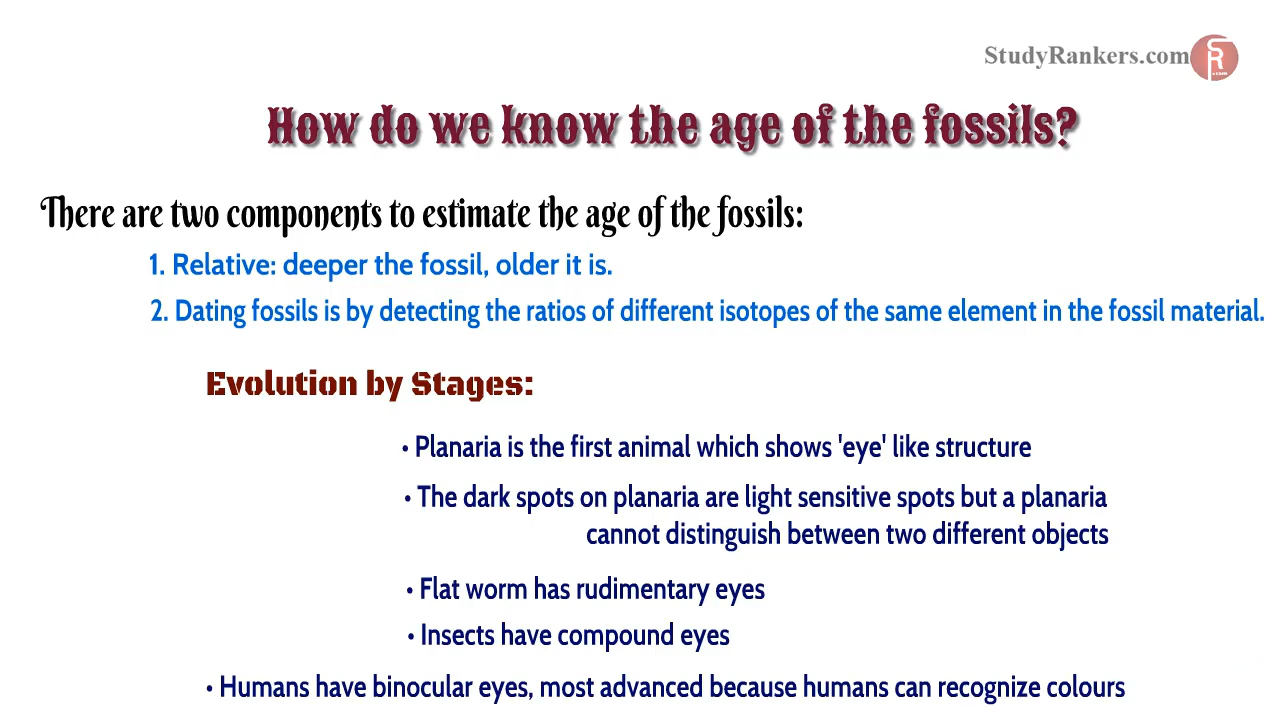 StudyRankers.com
SR
.com
How do we know the age of the fossils?
There are two components to estimate the age of the fossils:
1. Relative: deeper the fossil, older it is.
2. Dating fossils is by detecting the ratios of different isotopes of the same element in the fossil material.
Evolution by Stages:
• Planaria is the first animal which shows 'eye' like structure
• The dark spots on planaria are light sensitive spots but a planaria
cannot distinguish between two different objects
• Flat worm has rudimentary eyes
• Insects have compound eyes
• Humans have binocular eyes, most advanced because humans can recognize colours